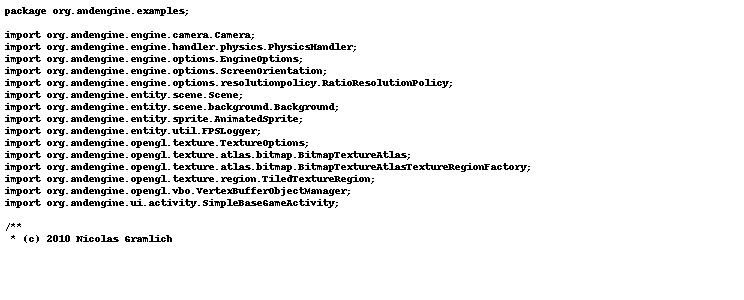 package org.andengine.examples;

import org.andengine.engine.camera.Camera;
import org.andengine.engine.handler.physics.PhysicsHandler;
import org.andengine.engine.options.EngineOptions;
import org.andengine.engine.options.ScreenOrientation;
import org.andengine.engine.options.resolutionpolicy.RatioResolutionPolicy;
import org.andengine.entity.scene.Scene;
import org.andengine.entity.scene.background.Background;
import org.andengine.entity.sprite.AnimatedSprite;
import org.andengine.entity.util.FPSLogger;
import org.andengine.opengl.texture.TextureOptions;
import org.andengine.opengl.texture.atlas.bitmap.BitmapTextureAtlas;
import org.andengine.opengl.texture.atlas.bitmap.BitmapTextureAtlasTextureRegionFactory;
import org.andengine.opengl.texture.region.TiledTextureRegion;
import org.andengine.opengl.vbo.VertexBufferObjectManager;
import org.andengine.ui.activity.SimpleBaseGameActivity;

/**
 * (c) 2010 Nicolas Gramlich